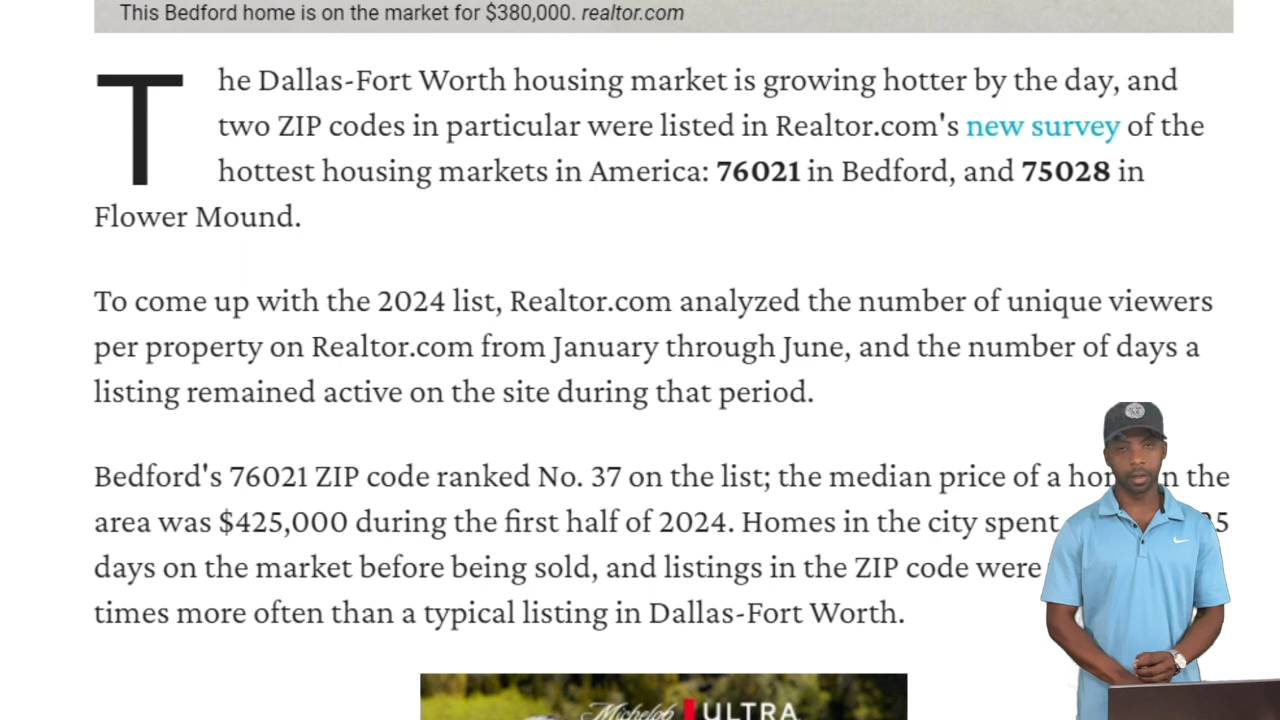 This Bedford home is on the market for $380,000. realtor.com
The Dallas-Fort Worth housing market is growing hotter by the day, and
two ZIP codes in particular were listed in Realtor.com's new survey of the
hottest housing markets in America: 76021 in Bedford, and 75028 in
Flower Mound.
To come up with the 2024 list, Realtor.com analyzed the number of unique viewers
per property on Realtor.com from January through June, and the number of days a
listing remained active on the site during that period.
Bedford's 76021 ZIP code ranked No. 37 on the list; the median price of a the
area was $425,000 during the first half of 2024. Homes in the city spent
days on the market before being sold, and listings in the ZIP code were
times more often than a typical listing in Dallas-Fort Worth.
Michelob ULTRA